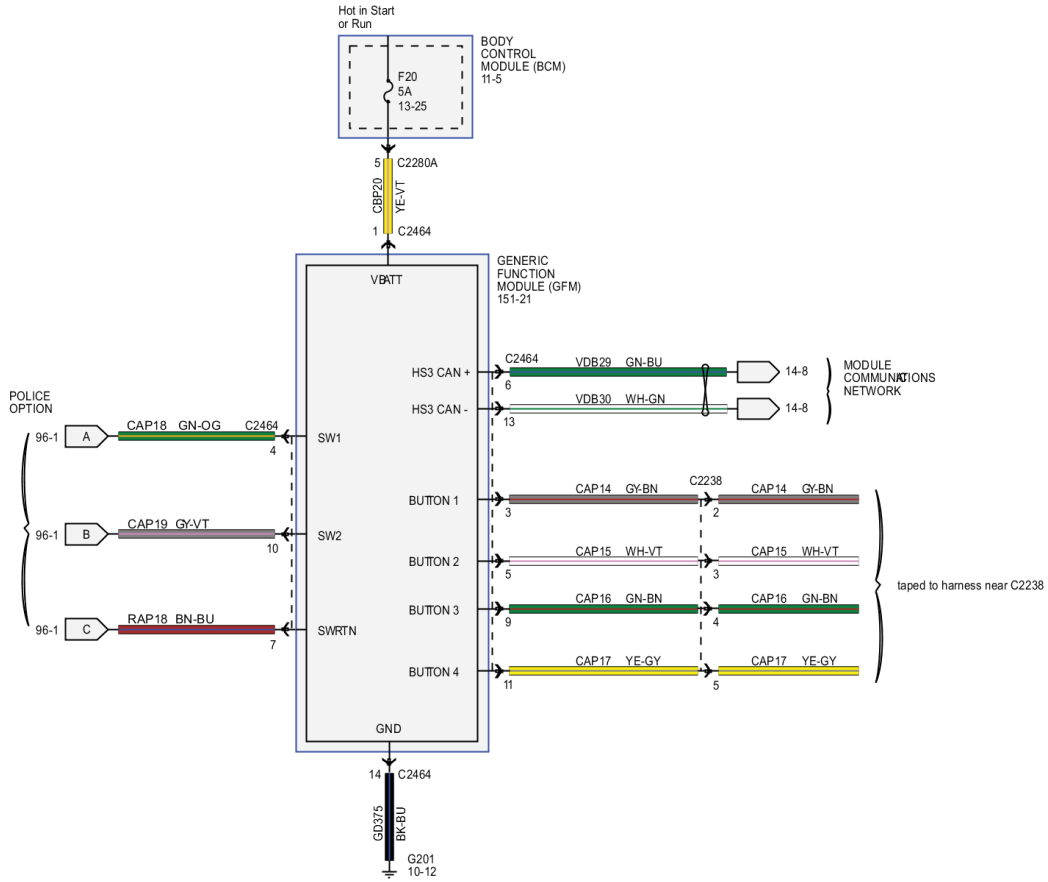 Hot in Start
or Run
BODY
CONTROL
MODULE (BCM)
11-5
F20
5A
13-25
5 C2280A
CBP20
YE-VT
1 C2464
GENERIC
FUNCTION
MODULE (GFM)
151-21
VBATT
HS3 CAN +
C2464
6
VDB29 GN-BU
14-8
MODULE
COMMUNICATIONS
NETWORK
HS3 CAN -
13
VDB30 WH-GN
14-8
POLICE
OPTION
96-1 A CAP18 GN-OG C2464
4
SW1
96-1 B CAP19 GY-VT
10
SW2
96-1 C RAP18 BN-BU
7
SWRTN
BUTTON 1
3
CAP14 GY-BN
C2238
2
CAP14 GY-BN
BUTTON 2
5
CAP15 WH-VT
3
CAP15 WH-VT
taped to harness near C2238
BUTTON 3
9
CAP16 GN-BN
4
CAP16 GN-BN
BUTTON 4
11
CAP17 YE-GY
5
CAP17 YE-GY
GND
14 C2464
GD375
BK-BU
G201
10-12